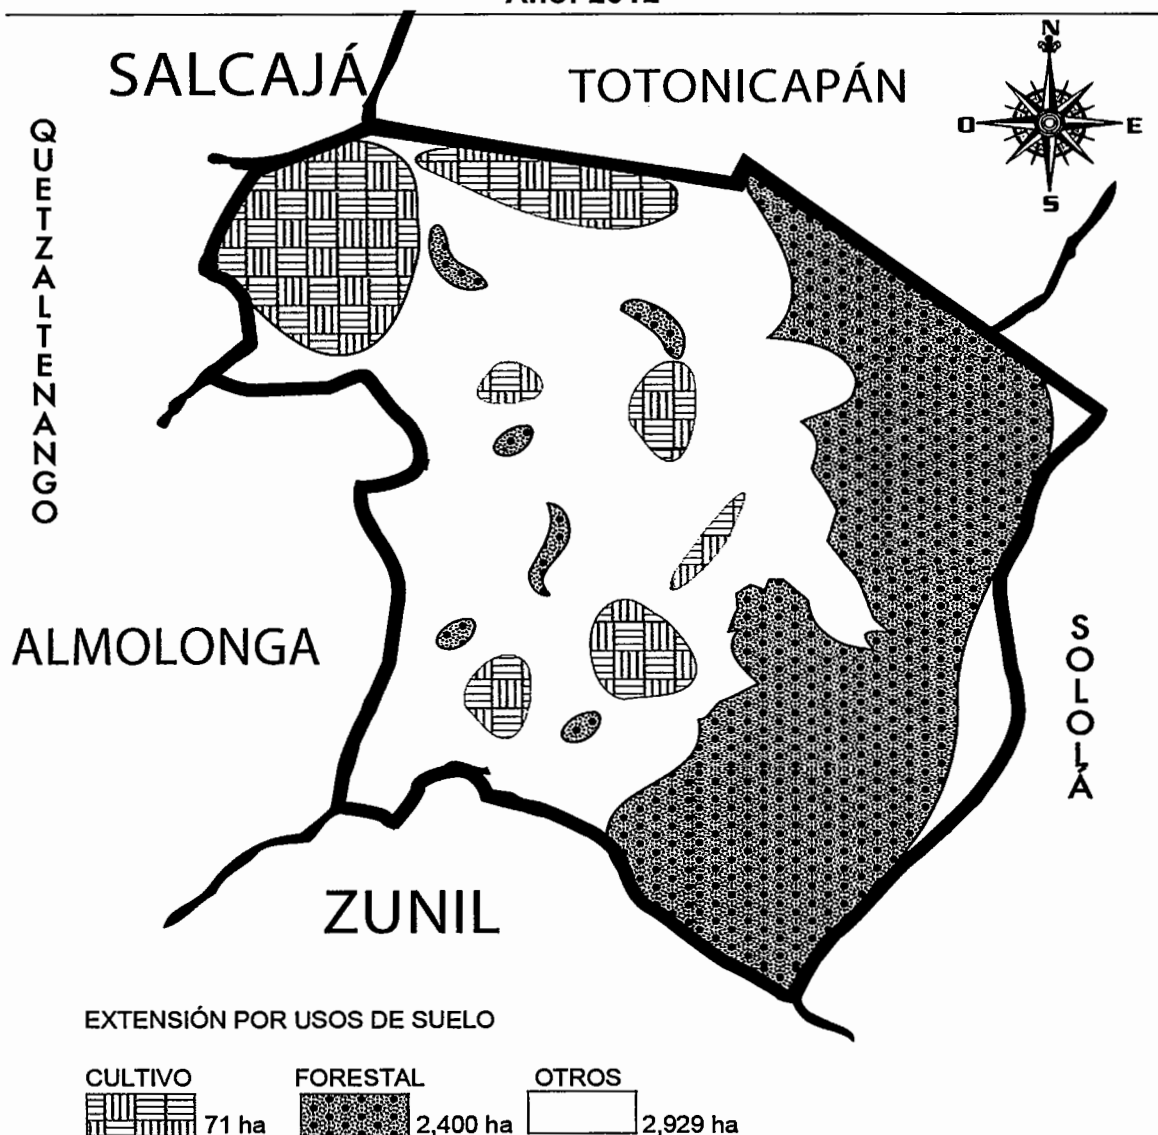 SALCAJÁ
TOTONICAPÁN
N
O
E
S
QUETZALTENANGO
ALMOLONGA
SOLOLÁ
ZUNIL
EXTENSIÓN POR USOS DE SUELO
CULTIVO FORESTAL OTROS
71 ha 2,400 ha 2,929 ha